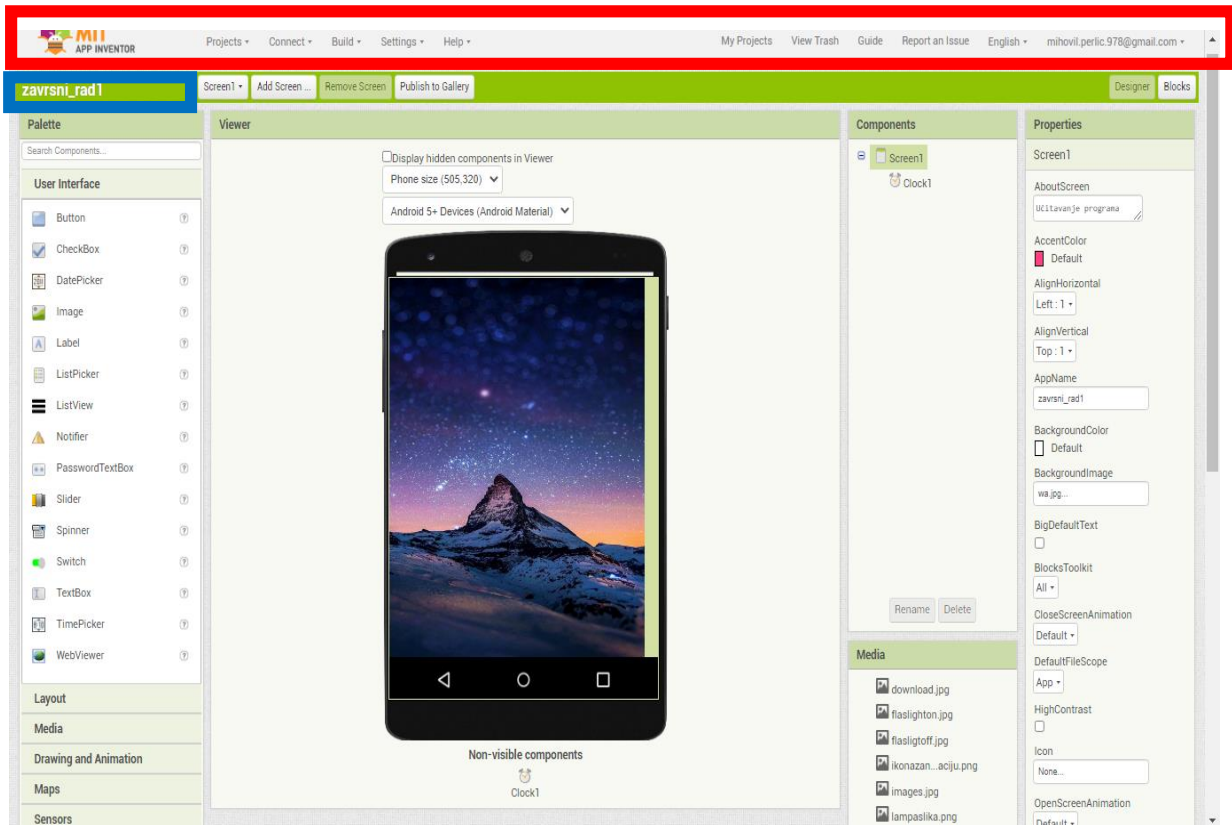 MIT
APP INVENTOR
Projects Connect Build Settings Help My Projects View Trash Guide Report an Issue English mihovil.perlic.978@gmail.com
zavrsni_rad1
Screen1 Add Screen ... Remove Screen Publish to Gallery Designer Blocks
Palette
Search Components...
User Interface
Button
CheckBox
DatePicker
Image
Label
ListPicker
ListView
Notifier
PasswordTextBox
Slider
Spinner
Switch
TextBox
TimePicker
WebViewer
Layout
Media
Drawing and Animation
Maps
Sensors
Viewer
Display hidden components in Viewer
Phone size (505,320)
Android 5+ Devices (Android Material)
Non-visible components
Clock1
Components
Screen1
Clock1
Rename Delete
Media
download.jpg
flaslighton.jpg
flasligtoff.jpg
ikonazan...aciju.png
images.jpg
lampaslika.png
Properties
Screen1
AboutScreen
Učitavanje programa
AccentColor
Default
AlignHorizontal
Left : 1
AlignVertical
Top : 1
AppName
zavrsni_rad1
BackgroundColor
Default
BackgroundImage
wa.jpg...
BigDefaultText
BlocksToolkit
All
CloseScreenAnimation
Default
DefaultFileScope
App
HighContrast
Icon
None...
OpenScreenAnimation
Default